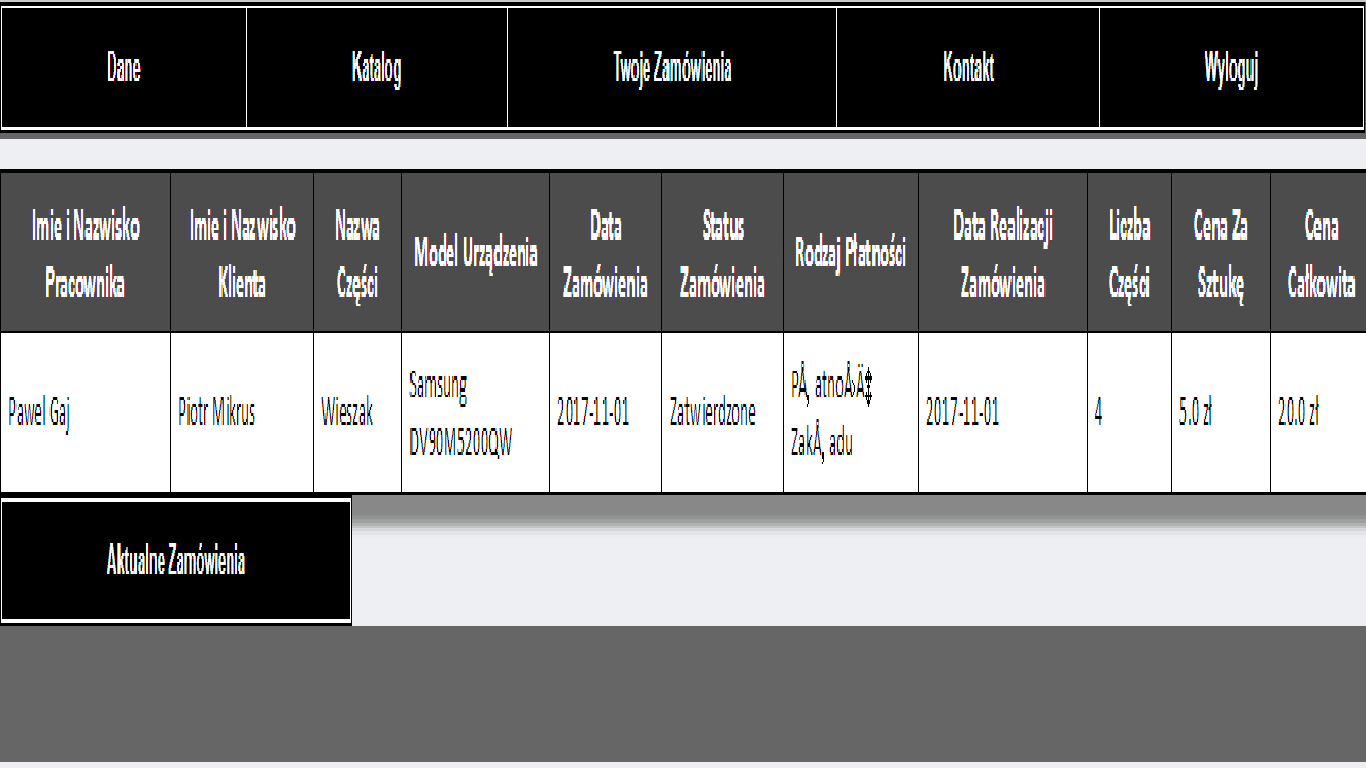 Dane Katalog Twoje Zamówienia Kontakt Wyloguj
Imie i Nazwisko Pracownika
Imie i Nazwisko Klienta
Nazwa Części
Model Urządzenia
Data Zamówienia
Status Zamówienia
Rodzaj Płatności
Data Realizacji Zamówienia
Liczba Części
Cena Za Sztukę
Cena Całkowita
Pawel Gaj
Piotr Mikrus
Wieszak
Samsung
DV90M5200QW
2017-11-01
Zatwierdzone
PÅ‚atnoÅ›Ä‡
ZakÅ‚adu
2017-11-01
4
5.0 zł
20.0 zł
Aktualne Zamówienia